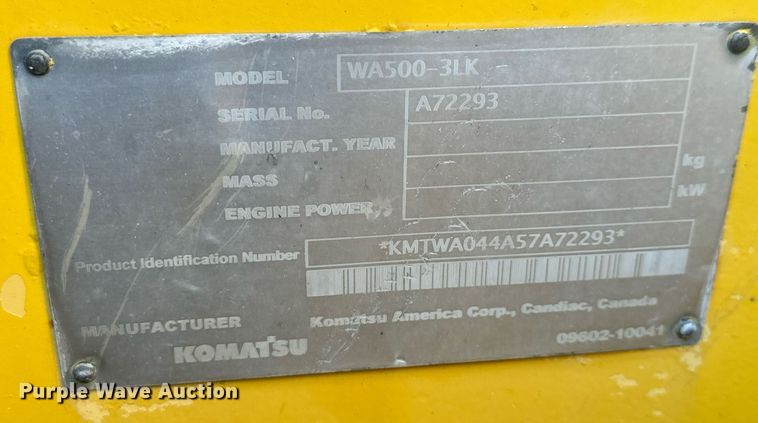 MODEL WA500-3LK
SERIAL No. A72293
MANUFACT. YEAR
MASS kg
ENGINE POWER kW
Product Identification Number *KMTWA044A57A72293*
MANUFACTURER Komatsu America Corp., Candiac, Canada
KOMATSU 09602-10041
Purple Wave Auction